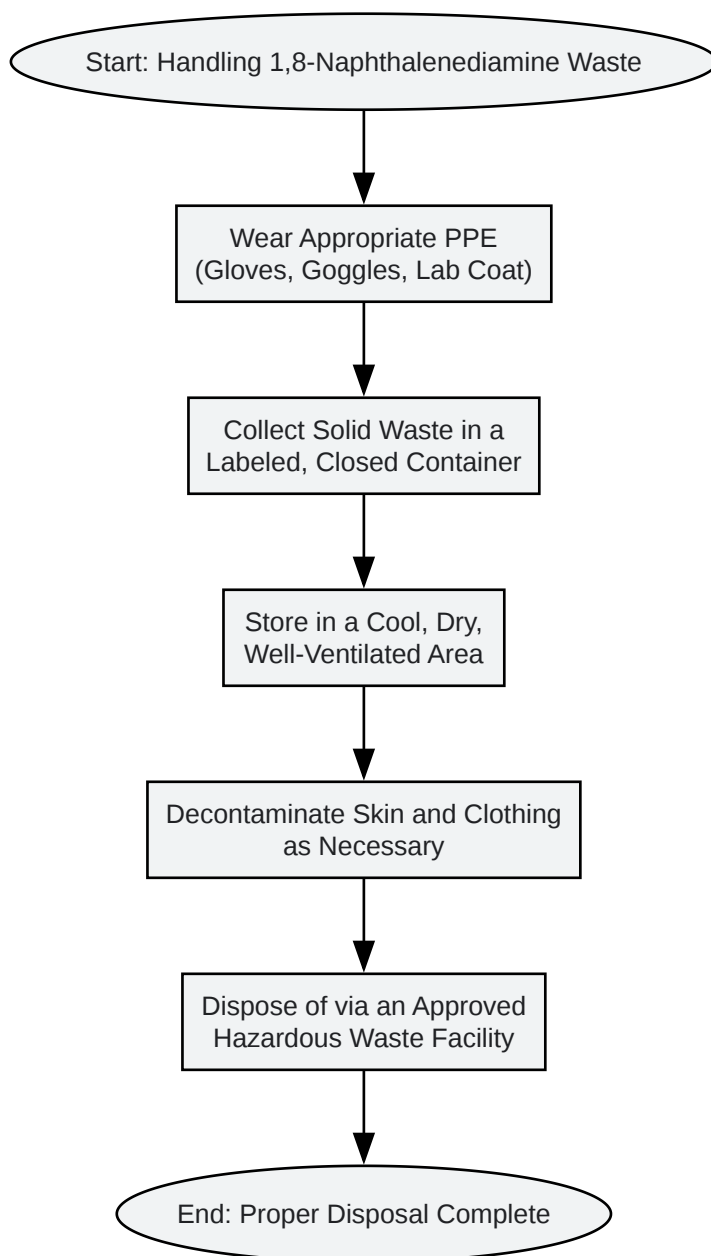 Start: Handling 1,8-Naphthalenediamine Waste
Wear Appropriate PPE
(Gloves, Goggles, Lab Coat)
Collect Solid Waste in a
Labeled, Closed Container
Store in a Cool, Dry,
Well-Ventilated Area
Decontaminate Skin and Clothing
as Necessary
Dispose of via an Approved
Hazardous Waste Facility
End: Proper Disposal Complete